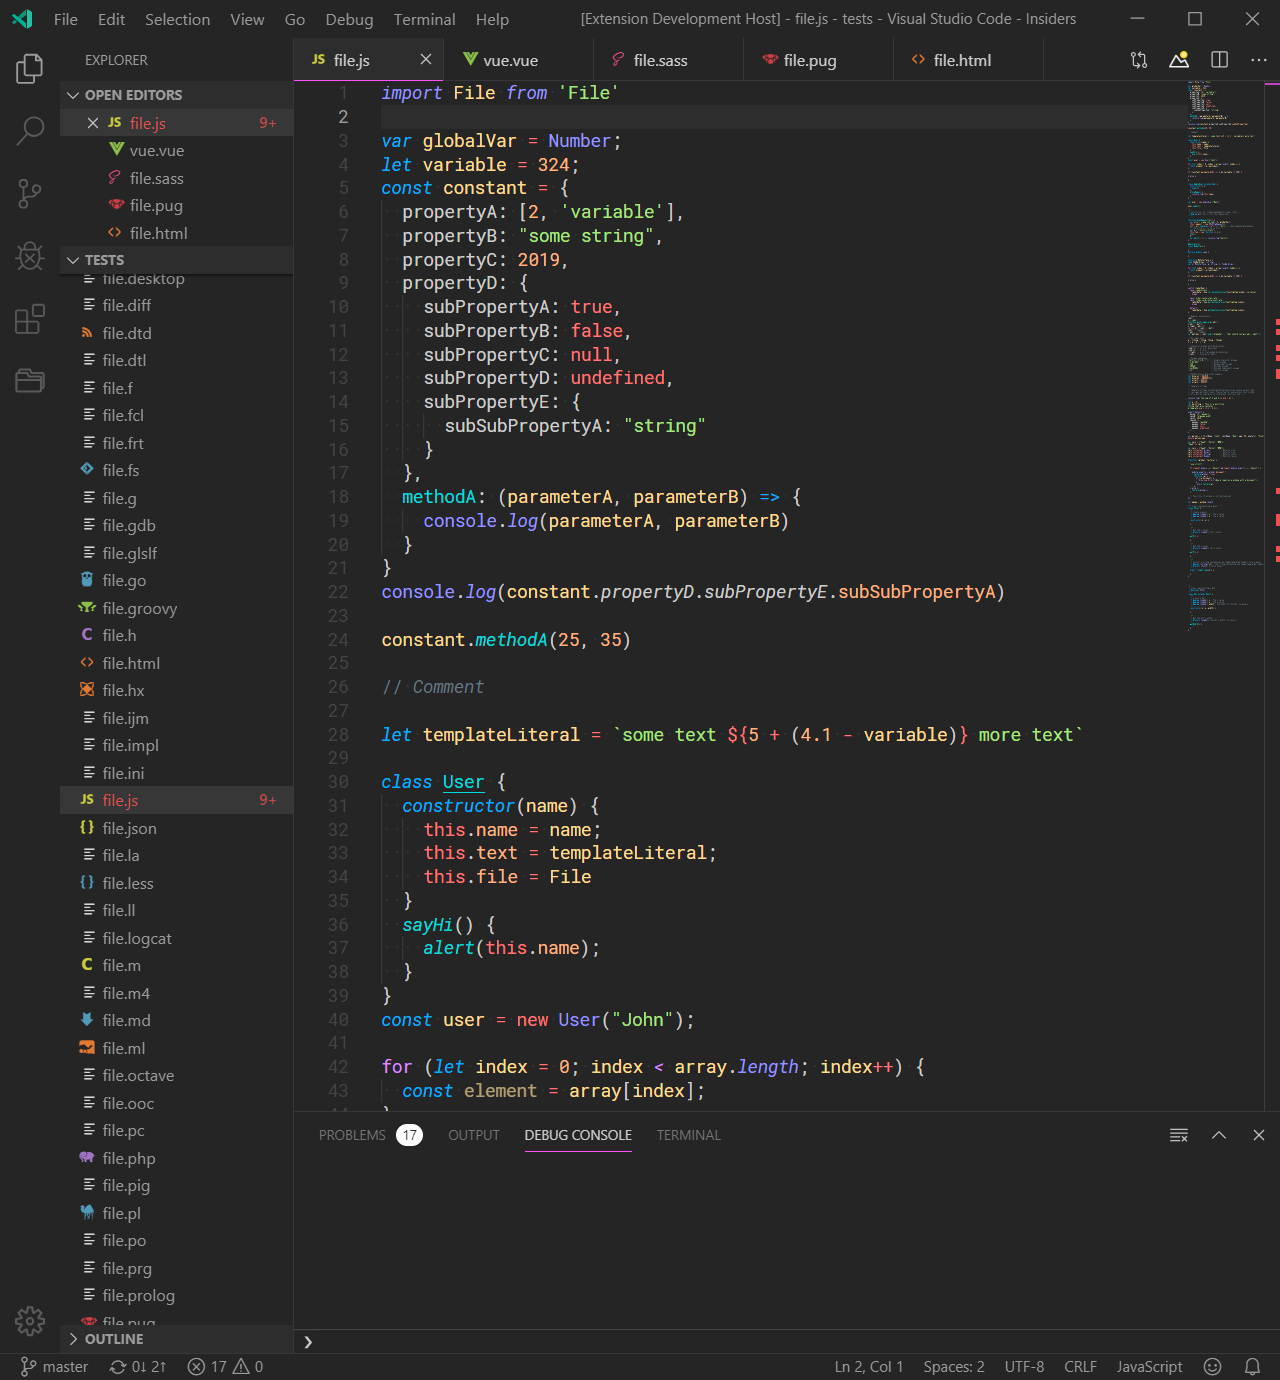 File Edit Selection View Go Debug Terminal Help [Extension Development Host] - file.js - tests - Visual Studio Code - Insiders
EXPLORER
OPEN EDITORS
JS file.js 9+
vue.vue
file.sass
file.pug
<> file.html
TESTS
file.desktop
file.diff
file.dtd
file.dtl
file.f
file.fcl
file.frt
file.fs
file.g
file.gdb
file.glslf
file.go
file.groovy
C file.h
<> file.html
file.hx
file.ijm
file.impl
file.ini
JS file.js 9+
{} file.json
file.la
{} file.less
file.ll
file.logcat
C file.m
file.m4
file.md
file.ml
file.octave
file.ooc
file.pc
file.php
file.pig
file.pl
file.po
file.prg
file.prolog
file.pug
OUTLINE
JS file.js vue.vue file.sass file.pug <> file.html
1 import File from 'File'
2
3 var globalVar = Number;
4 let variable = 324;
5 const constant = {
6 propertyA: [2, 'variable'],
7 propertyB: "some string",
8 propertyC: 2019,
9 propertyD: {
10 subPropertyA: true,
11 subPropertyB: false,
12 subPropertyC: null,
13 subPropertyD: undefined,
14 subPropertyE: {
15 subSubPropertyA: "string"
16 }
17 },
18 methodA: (parameterA, parameterB) => {
19 console.log(parameterA, parameterB)
20 }
21 }
22 console.log(constant.propertyD.subPropertyE.subSubPropertyA)
23
24 constant.methodA(25, 35)
25
26 // Comment
27
28 let templateLiteral = `some text ${5 + (4.1 - variable)} more text`
29
30 class User {
31 constructor(name) {
32 this.name = name;
33 this.text = templateLiteral;
34 this.file = File
35 }
36 sayHi() {
37 alert(this.name);
38 }
39 }
40 const user = new User("John");
41
42 for (let index = 0; index < array.length; index++) {
43 const element = array[index];
PROBLEMS 17 OUTPUT DEBUG CONSOLE TERMINAL
master 0↓ 2↑ 17 0 Ln 2, Col 1 Spaces: 2 UTF-8 CRLF JavaScript